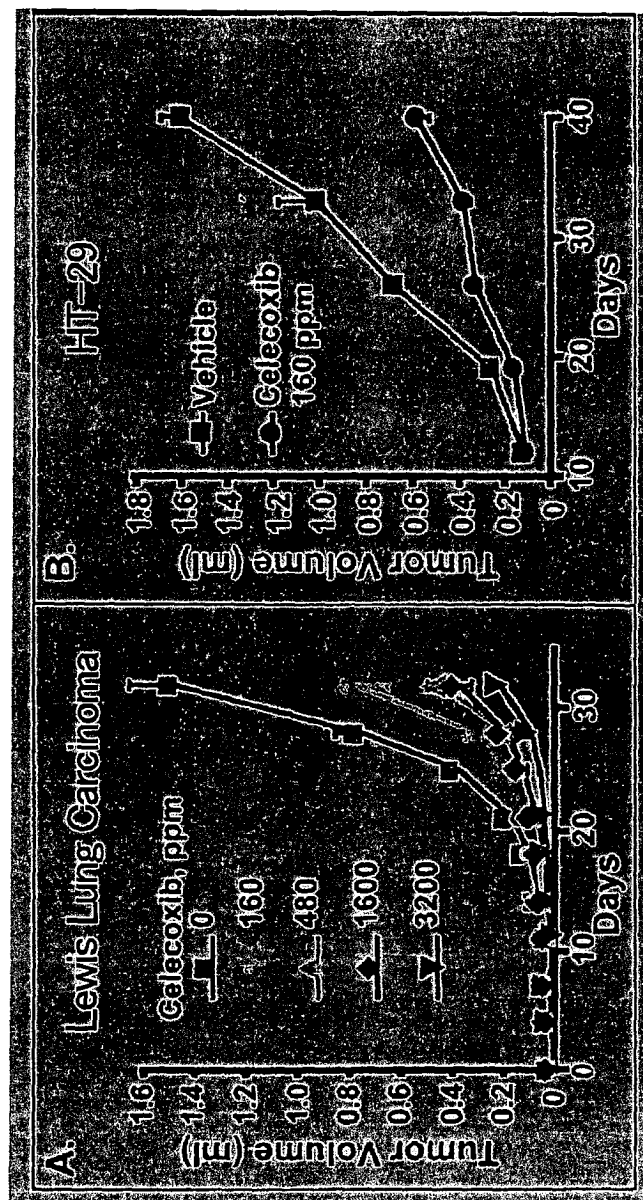 A.
Lewis Lung Carcinoma
Celecoxib, ppm
0
160
480
1600
3200
Tumor Volume (ml)
1.6
1.4
1.2
1.0
0.8
0.6
0.4
0.2
0
0
10
20
30
Days
B.
HT-29
Vehicle
Celecoxib
160 ppm
Tumor Volume (ml)
1.8
1.6
1.4
1.2
1.0
0.8
0.6
0.4
0.2
0
10
20
30
40
Days